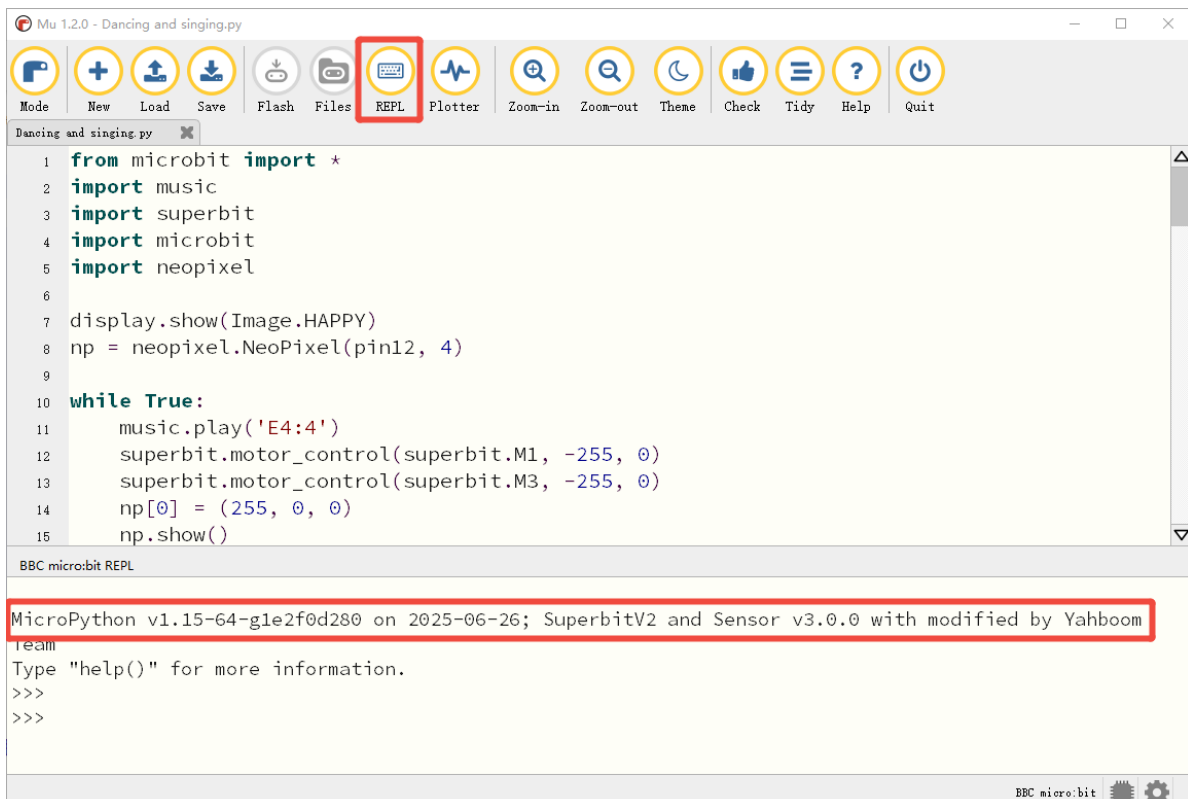 Mu 1.2.0 - Dancing and singing.py
Mode New Load Save Flash Files REPL Plotter Zoom-in Zoom-out Theme Check Tidy Help Quit
Dancing and singing.py
1 from microbit import *
2 import music
3 import superbit
4 import microbit
5 import neopixel
6
7 display.show(Image.HAPPY)
8 np = neopixel.NeoPixel(pin12, 4)
9
10 while True:
11     music.play('E4:4')
12     superbit.motor_control(superbit.M1, -255, 0)
13     superbit.motor_control(superbit.M3, -255, 0)
14     np[0] = (255, 0, 0)
15     np.show()
BBC micro:bit REPL
MicroPython v1.15-64-g1e2f0d280 on 2025-06-26; SuperbitV2 and Sensor v3.0.0 with modified by Yahboom
Team
Type "help()" for more information.
>>>
>>>
BBC micro:bit